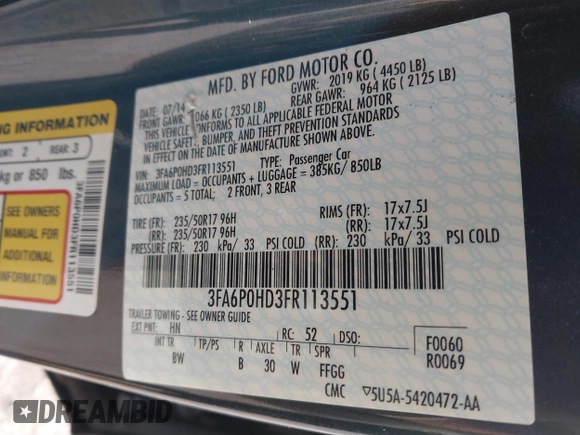 MFD. BY FORD MOTOR CO.
DATE: 07/14 GVWR: 2019 KG ( 4450 LB)
FRONT GAWR: 1066 KG ( 2350 LB) REAR GAWR: 964 KG ( 2125 LB)
THIS VEHICLE CONFORMS TO ALL APPLICABLE FEDERAL MOTOR
VEHICLE SAFETY, BUMPER, AND THEFT PREVENTION STANDARDS
IN EFFECT ON THE DATE OF MANUFACTURE SHOWN ABOVE.
VIN: 3FA6P0HD3FR113551 TYPE: Passenger Car
MAXIMUM LOAD = OCCUPANTS + LUGGAGE = 385KG/ 850LB
OCCUPANTS = 5 TOTAL; 2 FRONT, 3 REAR
TIRE (FR): 235/50R17 96H RIMS (FR): 17x7.5J
(RR): 235/50R17 96H (RR): 17x7.5J
PRESSURE (FR): 230 kPa/ 33 PSI COLD (RR): 230 kPa/ 33 PSI COLD
3FA6P0HD3FR113551
TRAILER TOWING - SEE OWNER GUIDE
EXT PNT: HN RC: 52 DSO: F0060
INT TR TP/PS R AXLE TR SPR R0069
BW B 30 W FFGG
CMC ▽5U5A-5420472-AA
NG INFORMATION
ONT: 2 REAR: 3
kg or 850 lbs.
SEE OWNERS
MANUAL FOR
ADDITIONAL
INFORMATION
3FA6P0HD3FR113551
DREAMBID